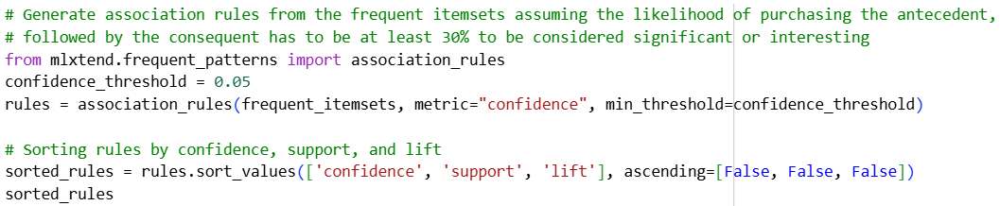 # Generate association rules from the frequent itemsets assuming the likelihood of purchasing the antecedent,
# followed by the consequent has to be at least 30% to be considered significant or interesting
from mlxtend.frequent_patterns import association_rules
confidence_threshold = 0.05
rules = association_rules(frequent_itemsets, metric="confidence", min_threshold=confidence_threshold)
# Sorting rules by confidence, support, and lift
sorted_rules = rules.sort_values(['confidence', 'support', 'lift'], ascending=[False, False, False])
sorted_rules